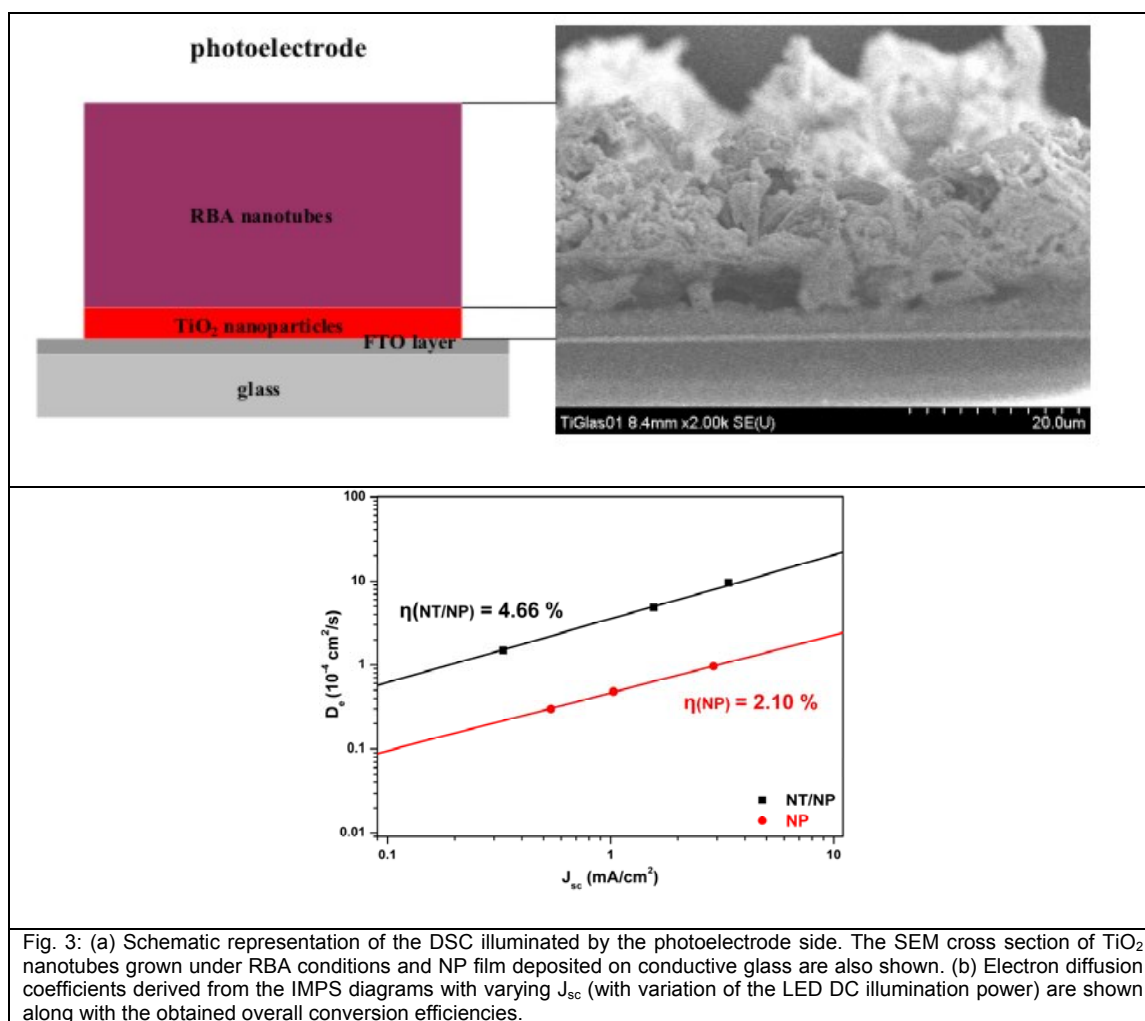 photoelectrode
RBA nanotubes
TiO₂ nanoparticles
FTO layer
glass
TiGlas01 8.4mm x2.00k SE(U)
20.0um
100
10
1
0.1
0.01
Dₑ (10⁻⁴ cm²/s)
η(NT/NP) = 4.66 %
η(NP) = 2.10 %
NT/NP
NP
0.1
1
10
J_sc (mA/cm²)
Fig. 3: (a) Schematic representation of the DSC illuminated by the photoelectrode side. The SEM cross section of TiO₂
nanotubes grown under RBA conditions and NP film deposited on conductive glass are also shown. (b) Electron diffusion
coefficients derived from the IMPS diagrams with varying J_sc (with variation of the LED DC illumination power) are shown
along with the obtained overall conversion efficiencies.